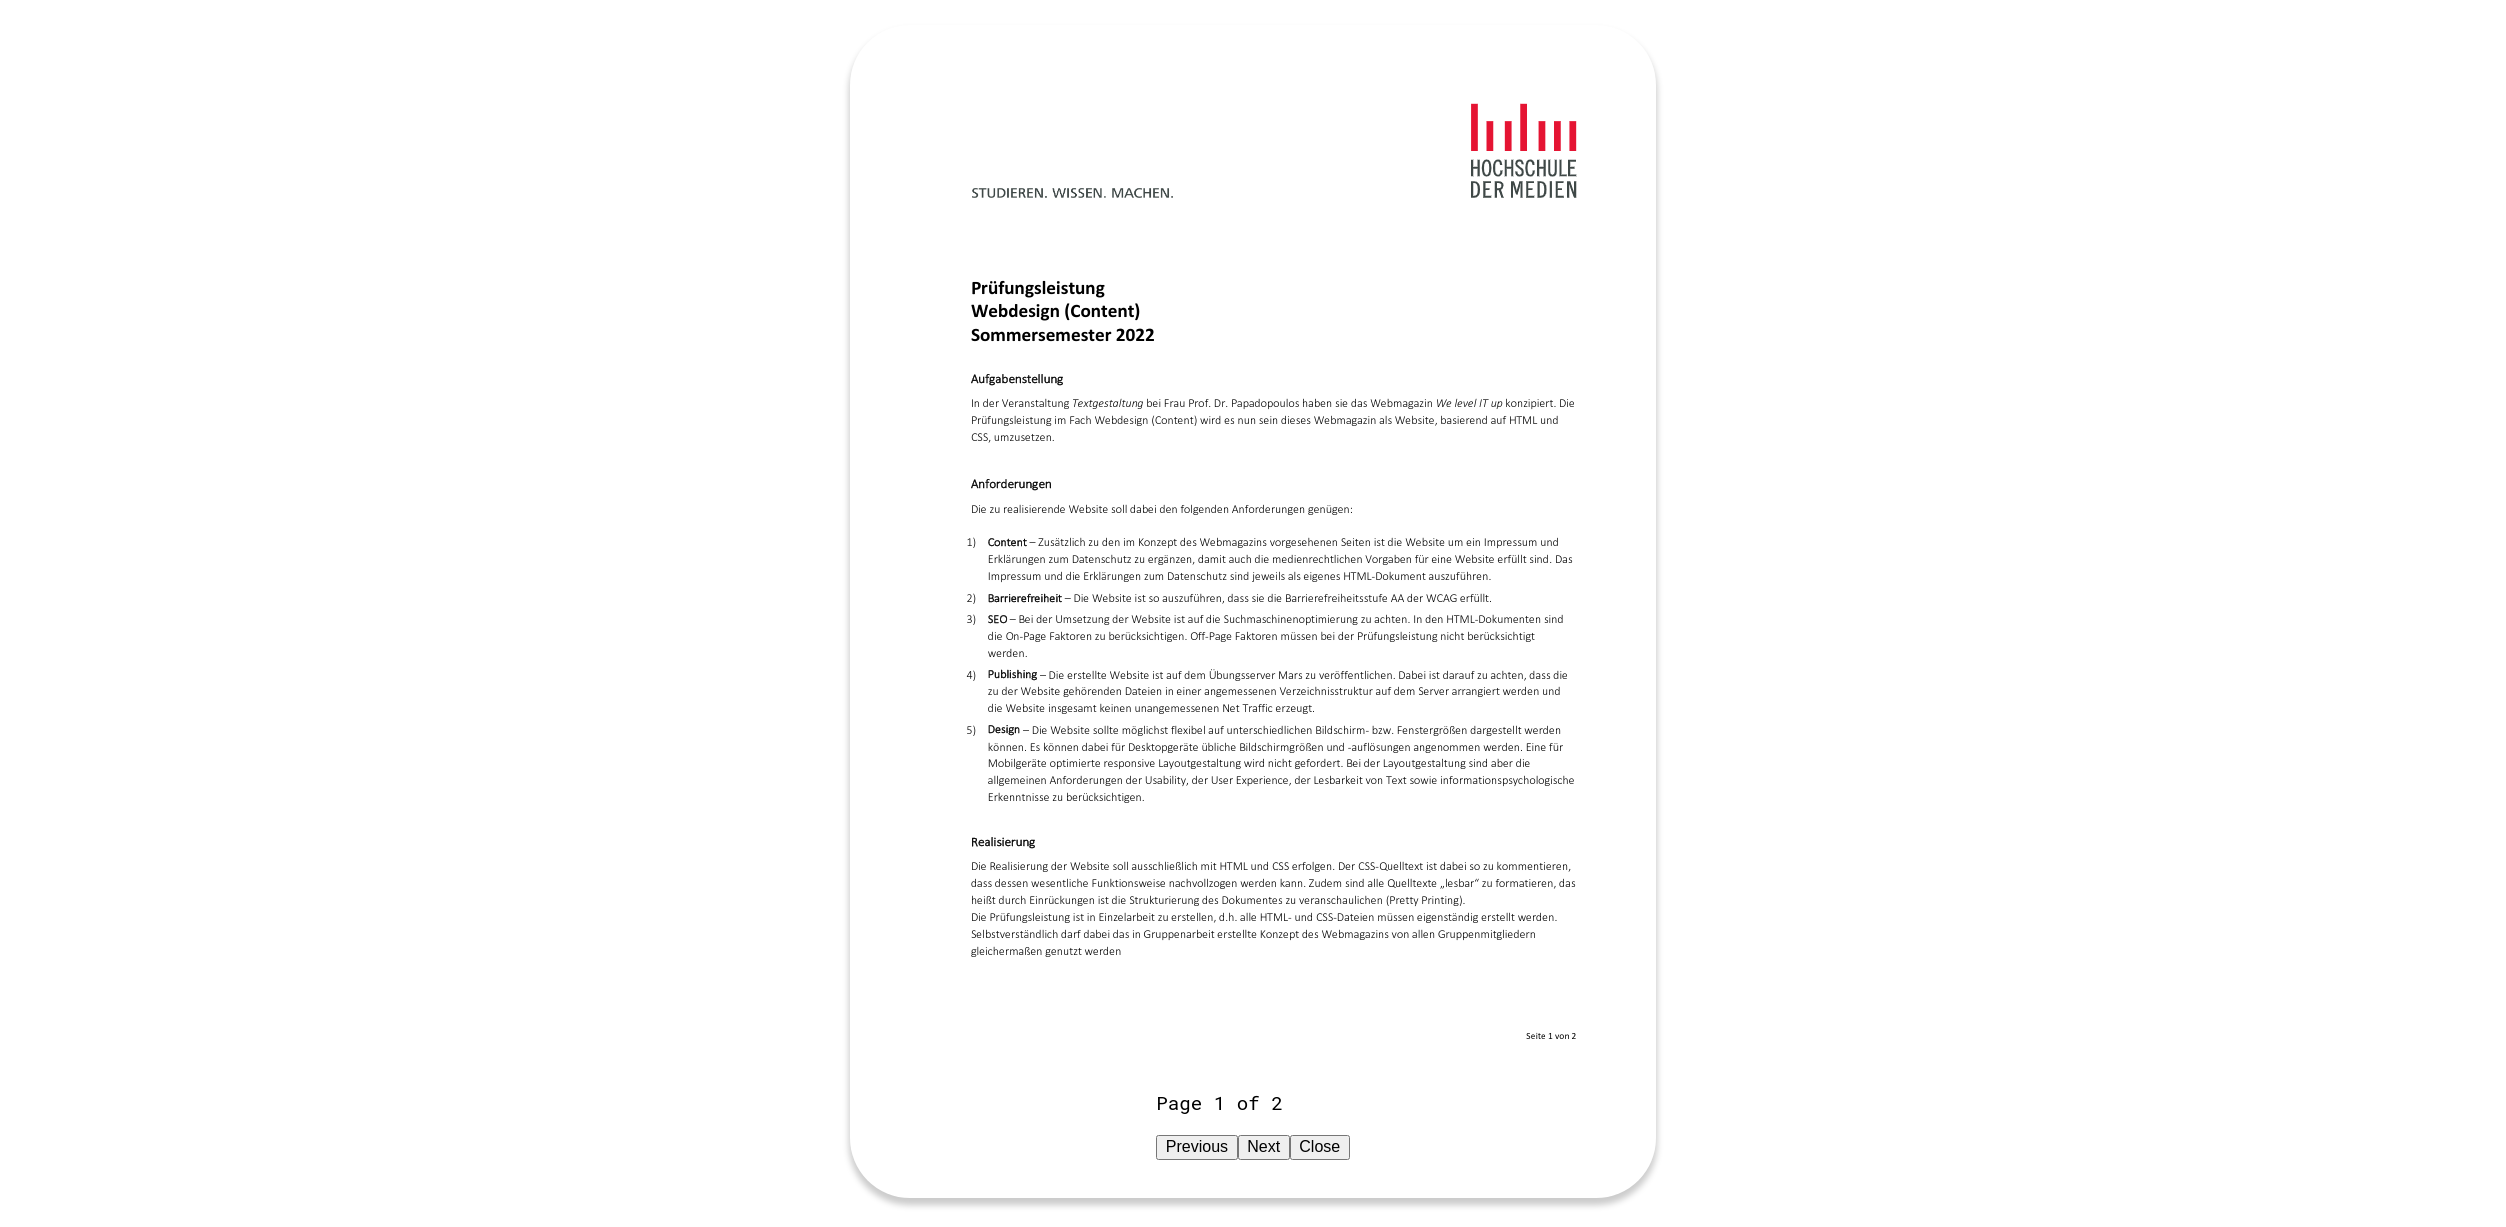 HOCHSCHULE
DER MEDIEN
STUDIEREN. WISSEN. MACHEN.
Prüfungsleistung
Webdesign (Content)
Sommersemester 2022
Aufgabenstellung
In der Veranstaltung Textgestaltung bei Frau Prof. Dr. Papadopoulos haben sie das Webmagazin We level IT up konzipiert. Die
Prüfungsleistung im Fach Webdesign (Content) wird es nun sein dieses Webmagazin als Website, basierend auf HTML und
CSS, umzusetzen.
Anforderungen
Die zu realisierende Website soll dabei den folgenden Anforderungen genügen:
1) Content – Zusätzlich zu den im Konzept des Webmagazins vorgesehenen Seiten ist die Website um ein Impressum und
Erklärungen zum Datenschutz zu ergänzen, damit auch die medienrechtlichen Vorgaben für eine Website erfüllt sind. Das
Impressum und die Erklärungen zum Datenschutz sind jeweils als eigenes HTML-Dokument auszuführen.
2) Barrierefreiheit – Die Website ist so auszuführen, dass sie die Barrierefreiheitsstufe AA der WCAG erfüllt.
3) SEO – Bei der Umsetzung der Website ist auf die Suchmaschinenoptimierung zu achten. In den HTML-Dokumenten sind
die On-Page Faktoren zu berücksichtigen. Off-Page Faktoren müssen bei der Prüfungsleistung nicht berücksichtigt
werden.
4) Publishing – Die erstellte Website ist auf dem Übungsserver Mars zu veröffentlichen. Dabei ist darauf zu achten, dass die
zu der Website gehörenden Dateien in einer angemessenen Verzeichnisstruktur auf dem Server arrangiert werden und
die Website insgesamt keinen unangemessenen Net Traffic erzeugt.
5) Design – Die Website sollte möglichst flexibel auf unterschiedlichen Bildschirm- bzw. Fenstergrößen dargestellt werden
können. Es können dabei für Desktopgeräte übliche Bildschirmgrößen und -auflösungen angenommen werden. Eine für
Mobilgeräte optimierte responsive Layoutgestaltung wird nicht gefordert. Bei der Layoutgestaltung sind aber die
allgemeinen Anforderungen der Usability, der User Experience, der Lesbarkeit von Text sowie informationspsychologische
Erkenntnisse zu berücksichtigen.
Realisierung
Die Realisierung der Website soll ausschließlich mit HTML und CSS erfolgen. Der CSS-Quelltext ist dabei so zu kommentieren,
dass dessen wesentliche Funktionsweise nachvollzogen werden kann. Zudem sind alle Quelltexte „lesbar“ zu formatieren, das
heißt durch Einrückungen ist die Strukturierung des Dokumentes zu veranschaulichen (Pretty Printing).
Die Prüfungsleistung ist in Einzelarbeit zu erstellen, d.h. alle HTML- und CSS-Dateien müssen eigenständig erstellt werden.
Selbstverständlich darf dabei das in Gruppenarbeit erstellte Konzept des Webmagazins von allen Gruppenmitgliedern
gleichermaßen genutzt werden
Seite 1 von 2
Page 1 of 2
Previous Next Close